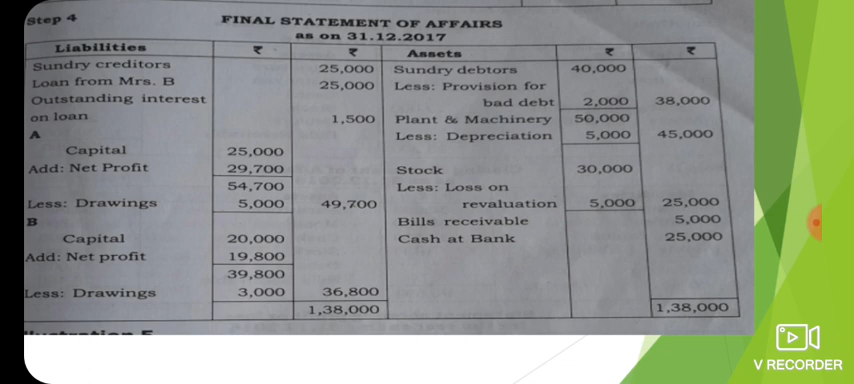 Step 4
FINAL STATEMENT OF AFFAIRS
as on 31.12.2017
Liabilities ₹ ₹ Assets ₹ ₹
Sundry creditors 25,000 Sundry debtors 40,000
Loan from Mrs. B 25,000 Less: Provision for
Outstanding interest bad debt 2,000 38,000
on loan 1,500 Plant & Machinery 50,000
A Less: Depreciation 5,000 45,000
Capital 25,000
Add: Net Profit 29,700 Stock 30,000
54,700 Less: Loss on
Less: Drawings 5,000 49,700 revaluation 5,000 25,000
B Bills receivable 5,000
Capital 20,000 Cash at Bank 25,000
Add: Net profit 19,800
39,800
Less: Drawings 3,000 36,800
1,38,000 1,38,000
V RECORDER